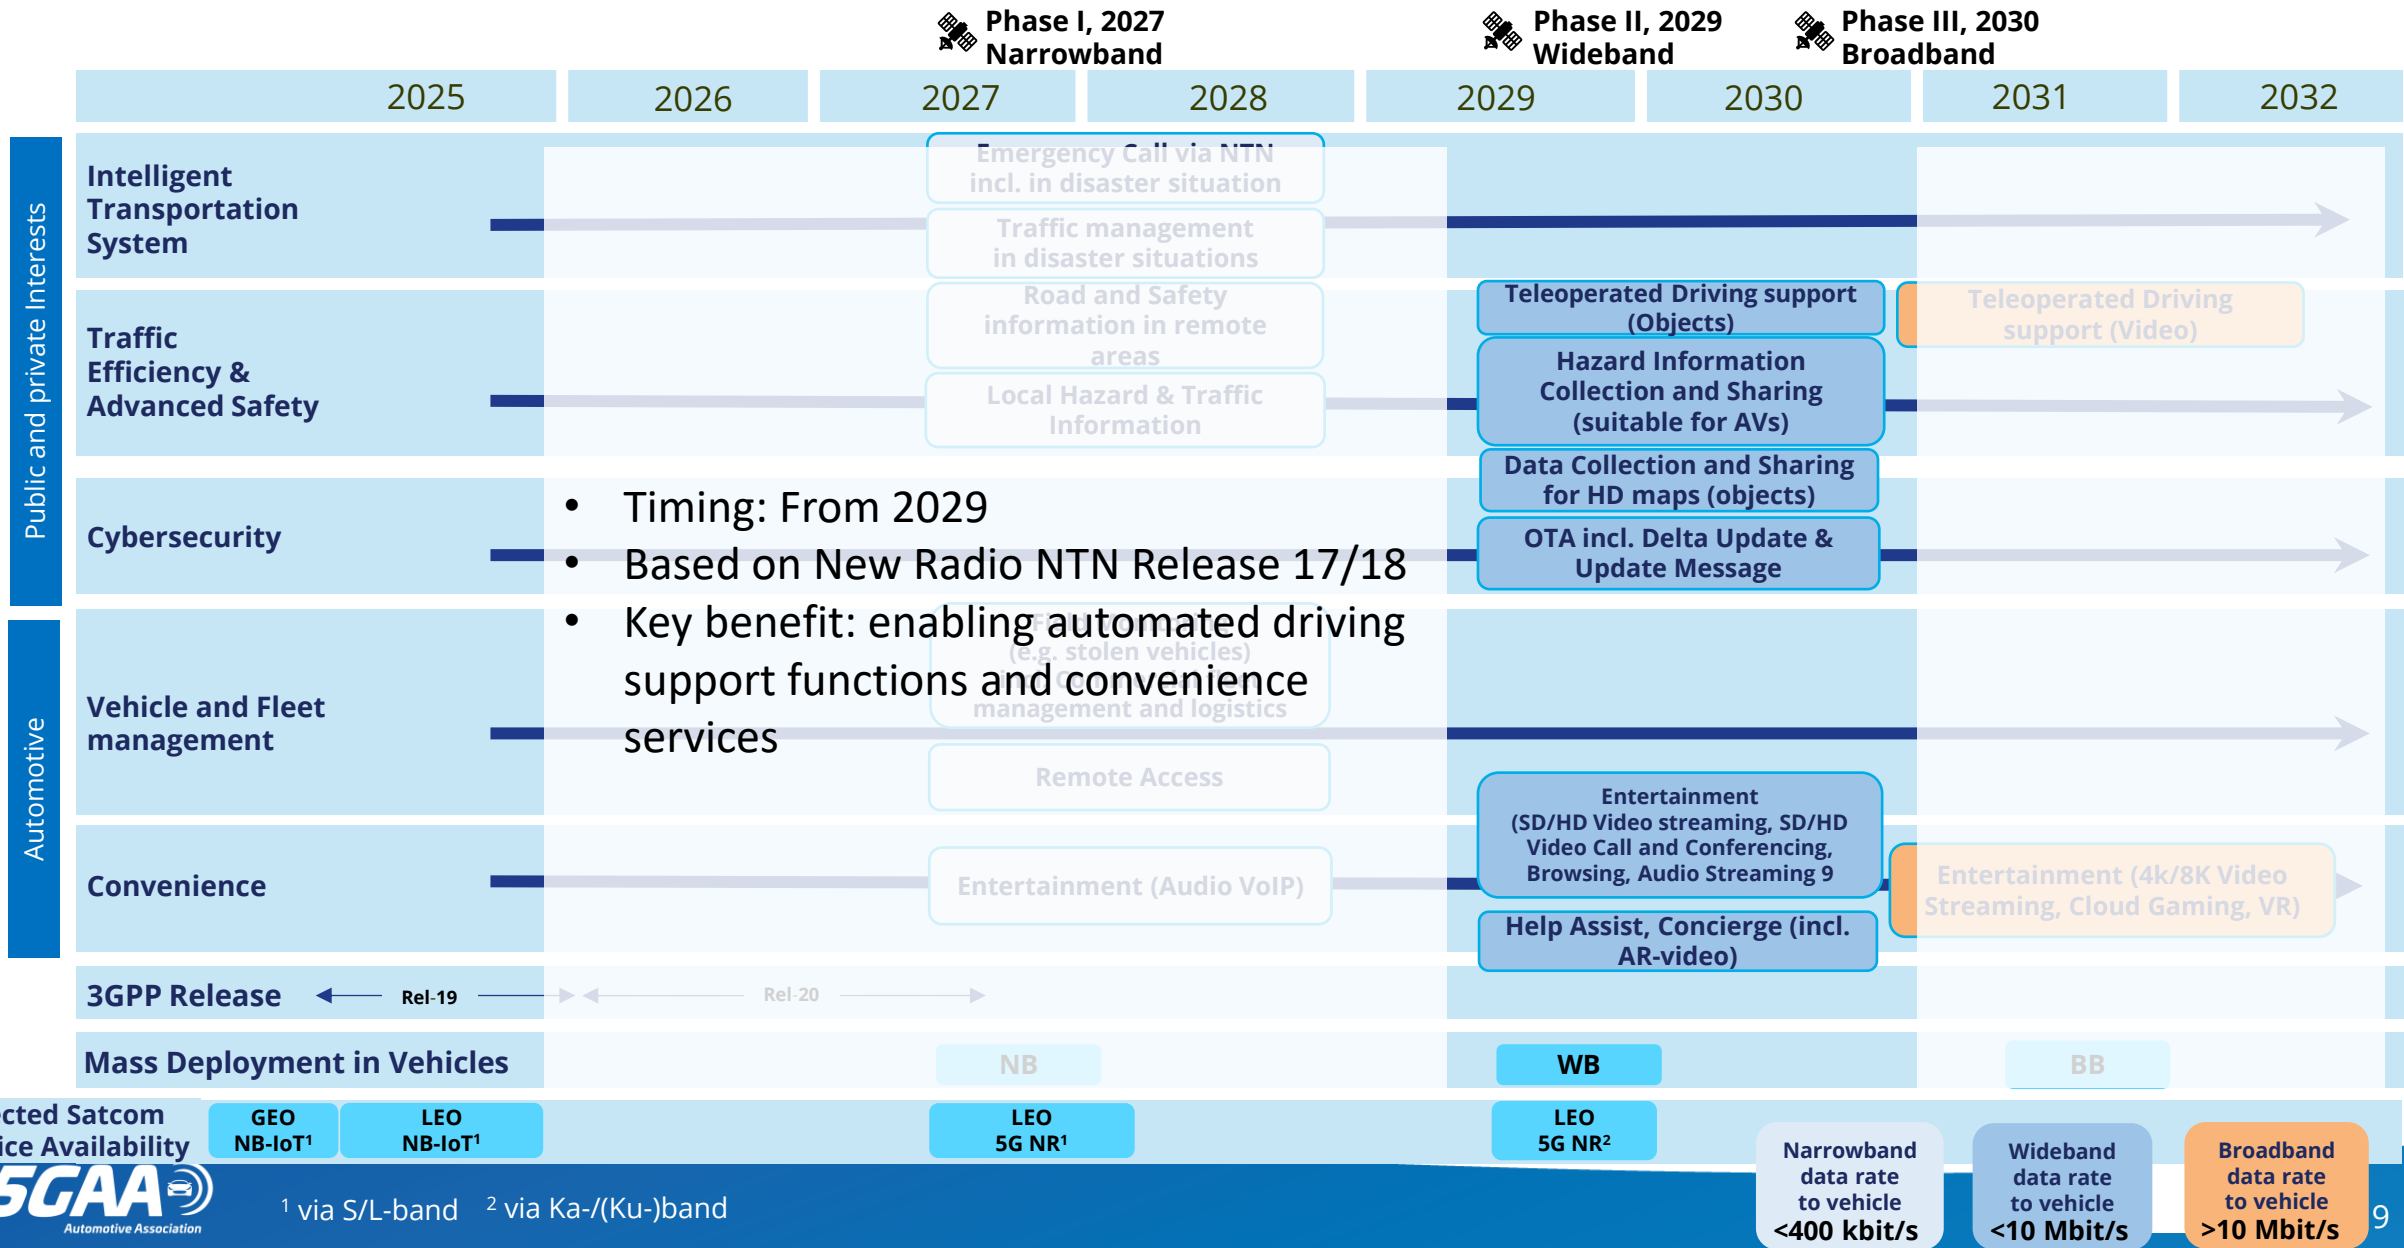 Phase I, 2027
Narrowband
Phase II, 2029
Wideband
Phase III, 2030
Broadband
2025
2026
2027
2028
2029
2030
2031
2032
Public and private Interests
Intelligent
Transportation
System
Emergency Call via NTN
incl. in disaster situation
Traffic management
in disaster situations
Traffic
Efficiency &
Advanced Safety
Road and Safety
information in remote
areas
Local Hazard & Traffic
Information
Teleoperated Driving support
(Objects)
Hazard Information
Collection and Sharing
(suitable for AVs)
Teleoperated Driving
support (Video)
Cybersecurity
Data Collection and Sharing
for HD maps (objects)
OTA incl. Delta Update &
Update Message
• Timing: From 2029
• Based on New Radio NTN Release 17/18
• Key benefit: enabling automated driving
support functions and convenience
services
Automotive
Vehicle and Fleet
management
(e.g. stolen vehicles)
management and logistics
Remote Access
Convenience
Entertainment (Audio VoIP)
Entertainment
(SD/HD Video streaming, SD/HD
Video Call and Conferencing,
Browsing, Audio Streaming 9
Help Assist, Concierge (incl.
AR-video)
Entertainment (4k/8K Video
Streaming, Cloud Gaming, VR)
3GPP Release
Rel-19
Rel-20
Mass Deployment in Vehicles
NB
WB
BB
cted Satcom
ice Availability
GEO
NB-IoT¹
LEO
NB-IoT¹
LEO
5G NR¹
LEO
5G NR²
Narrowband
data rate
to vehicle
<400 kbit/s
Wideband
data rate
to vehicle
<10 Mbit/s
Broadband
data rate
to vehicle
>10 Mbit/s
5GAA
Automotive Association
¹ via S/L-band ² via Ka-/(Ku-)band
9